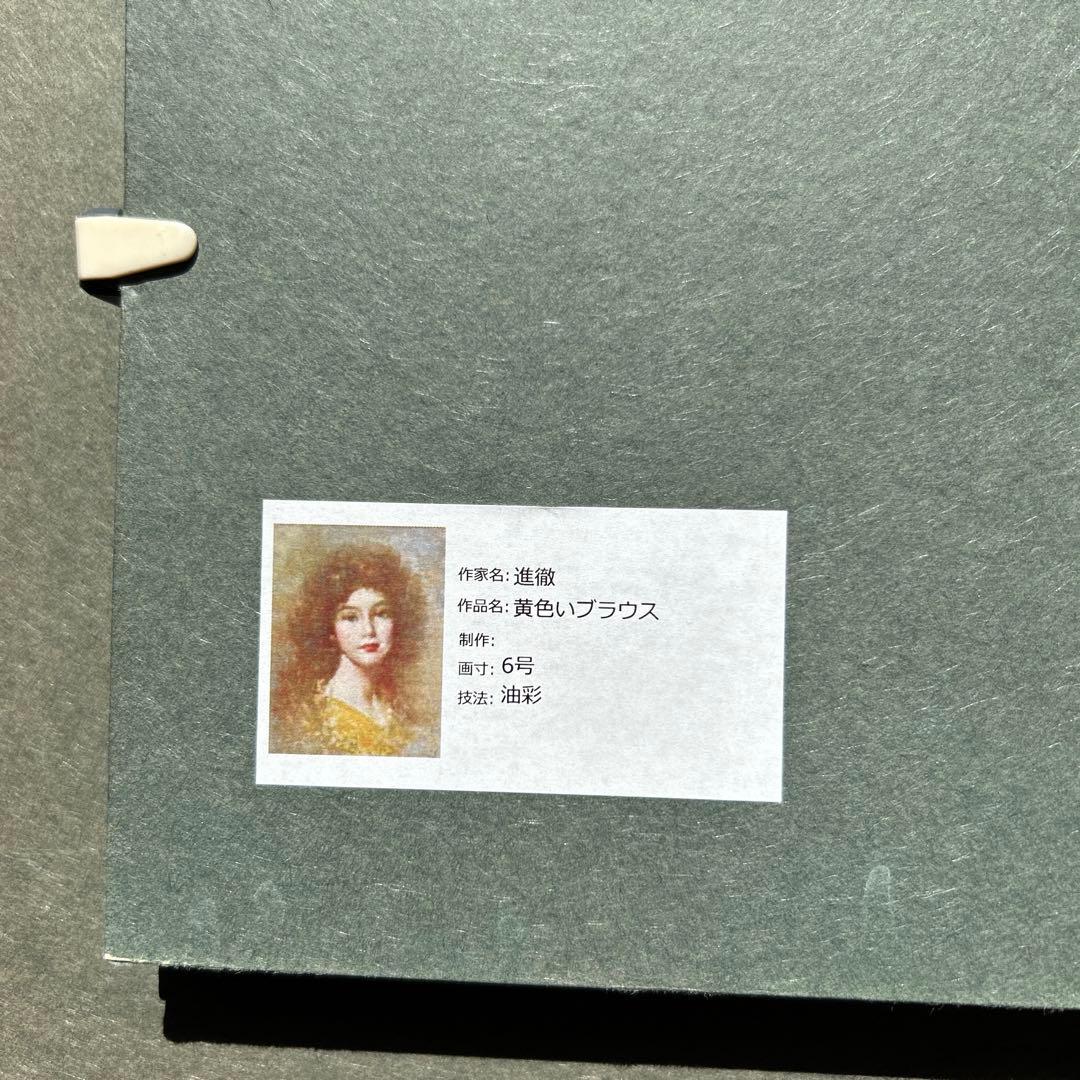 作家名: 進徹
作品名: 黄色いブラウス
制作:
画寸: 6号
技法: 油彩